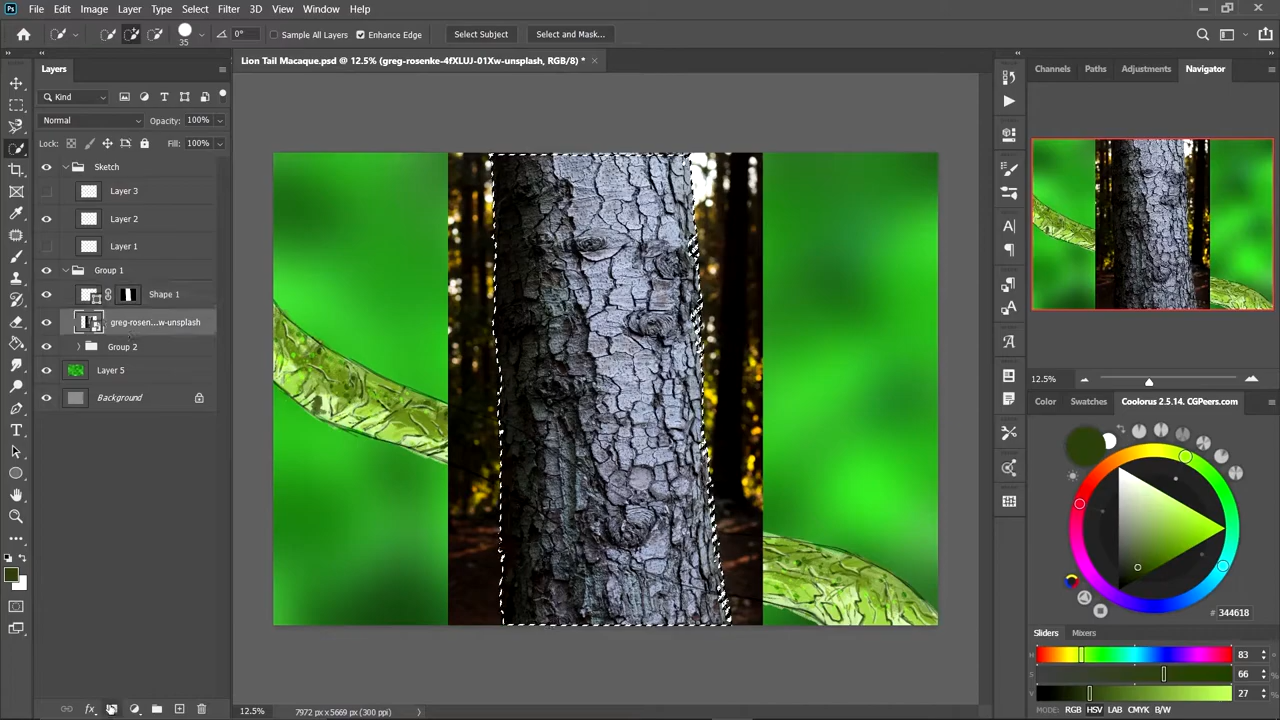 Ps File Edit Image Layer Type Select Filter 3D View Window Help
35 0° Sample All Layers Enhance Edge Select Subject Select and Mask...
Layers
Lion Tail Macaque.psd @ 12.5% (greg-rosenke-4fXLUJ-01Xw-unsplash, RGB/8) *
Channels Paths Adjustments Navigator
Kind
Normal Opacity: 100%
Lock: Fill: 100%
Sketch
Layer 3
Layer 2
Layer 1
Group 1
Shape 1
greg-rosen...w-unsplash
Group 2
Layer 5
Background
12.5%
Color Swatches Coolorus 2.5.14. CGPeers.com
# 344618
Sliders Mixers
H 83 °
S 66 %
V 27 %
MODE: RGB HSV LAB CMYK B/W
fx
12.5% 7972 px x 5669 px (300 ppi)